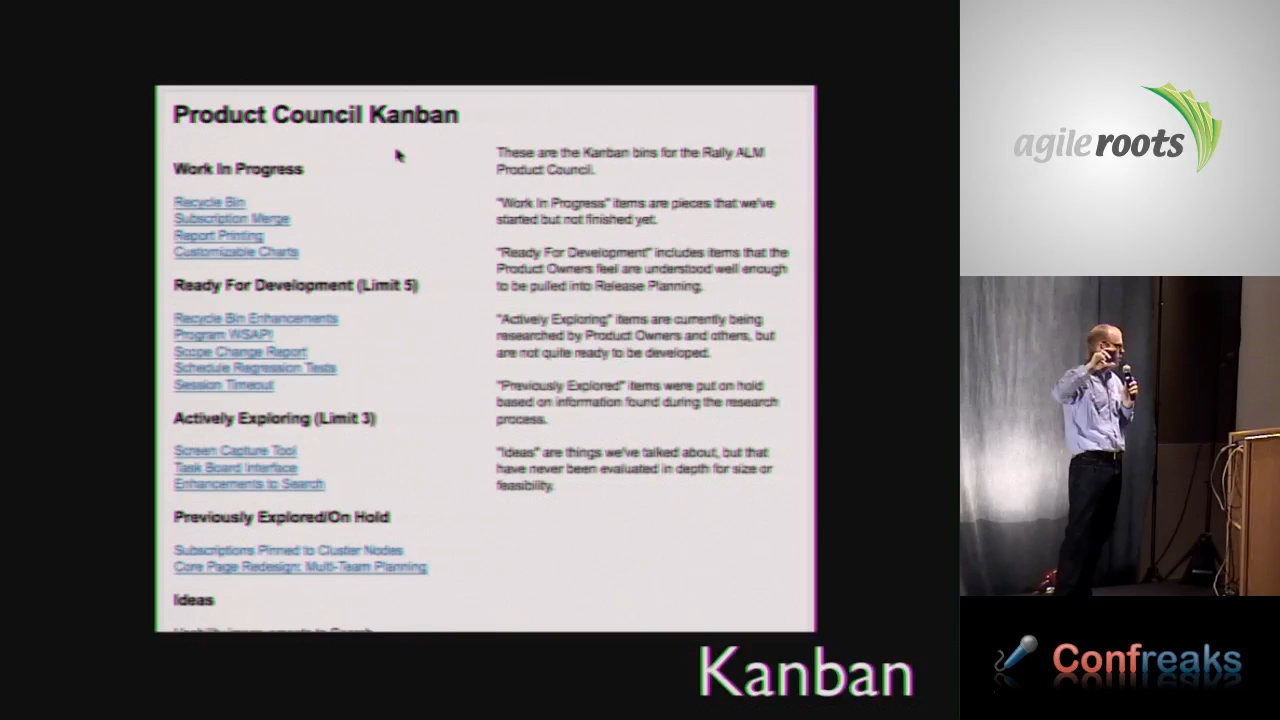 Product Council Kanban
Work In Progress
Recycle Bin
Subscription Merge
Report Printing
Customizable Charts
Ready For Development (Limit 5)
Recycle Bin Enhancements
Program WSAPI
Scope Change Report
Schedule Regression Tests
Session Timeout
Actively Exploring (Limit 3)
Screen Capture Tool
Task Board Interface
Enhancements to Search
Previously Explored/On Hold
Subscriptions Pinned to Cluster Nodes
Core Page Redesign: Multi-Team Planning
Ideas
These are the Kanban bins for the Rally ALM
Product Council.
"Work In Progress" items are pieces that we've
started but not finished yet.
"Ready For Development" includes items that the
Product Owners feel are understood well enough
to be pulled into Release Planning.
"Actively Exploring" items are currently being
researched by Product Owners and others, but
are not quite ready to be developed.
"Previously Explored" items were put on hold
based on information found during the research
process.
"Ideas" are things we've talked about, but that
have never been evaluated in depth for size or
feasibility.
Kanban
agile roots
Confreaks